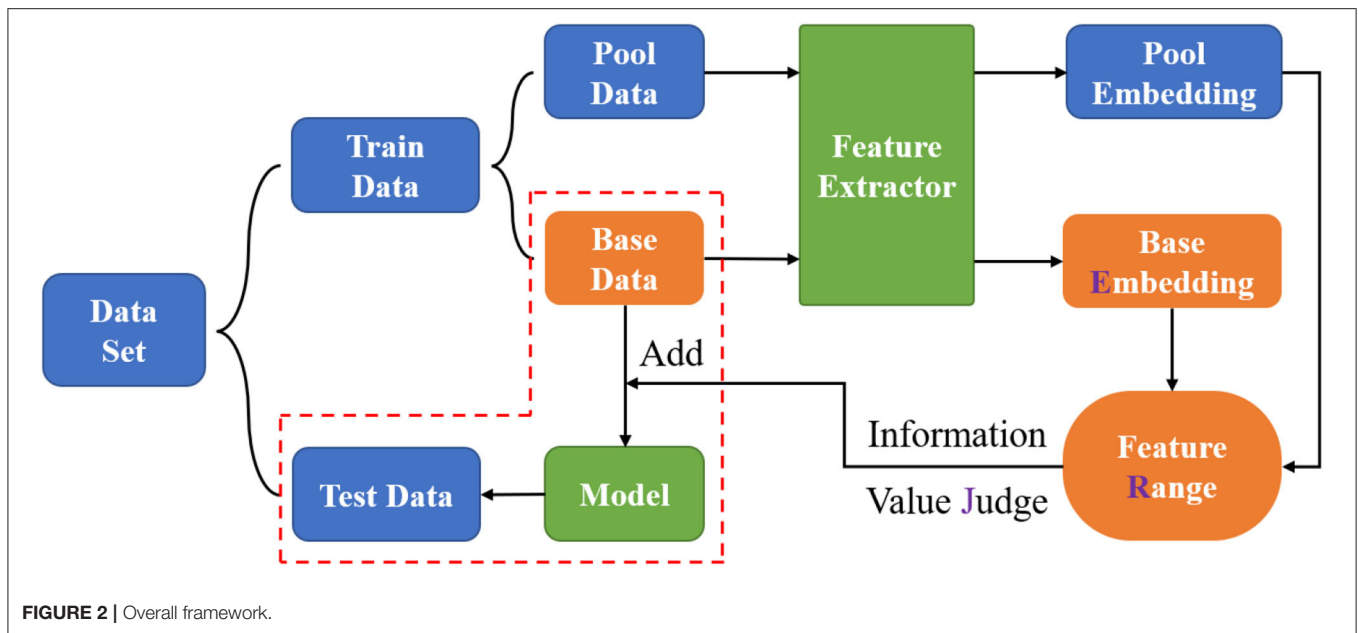 Pool
Data
Pool
Embedding
Train
Data
Feature
Extractor
Base
Data
Base
Embedding
Data
Set
Add
Information
Value Judge
Feature
Range
Test Data
Model
FIGURE 2 | Overall framework.